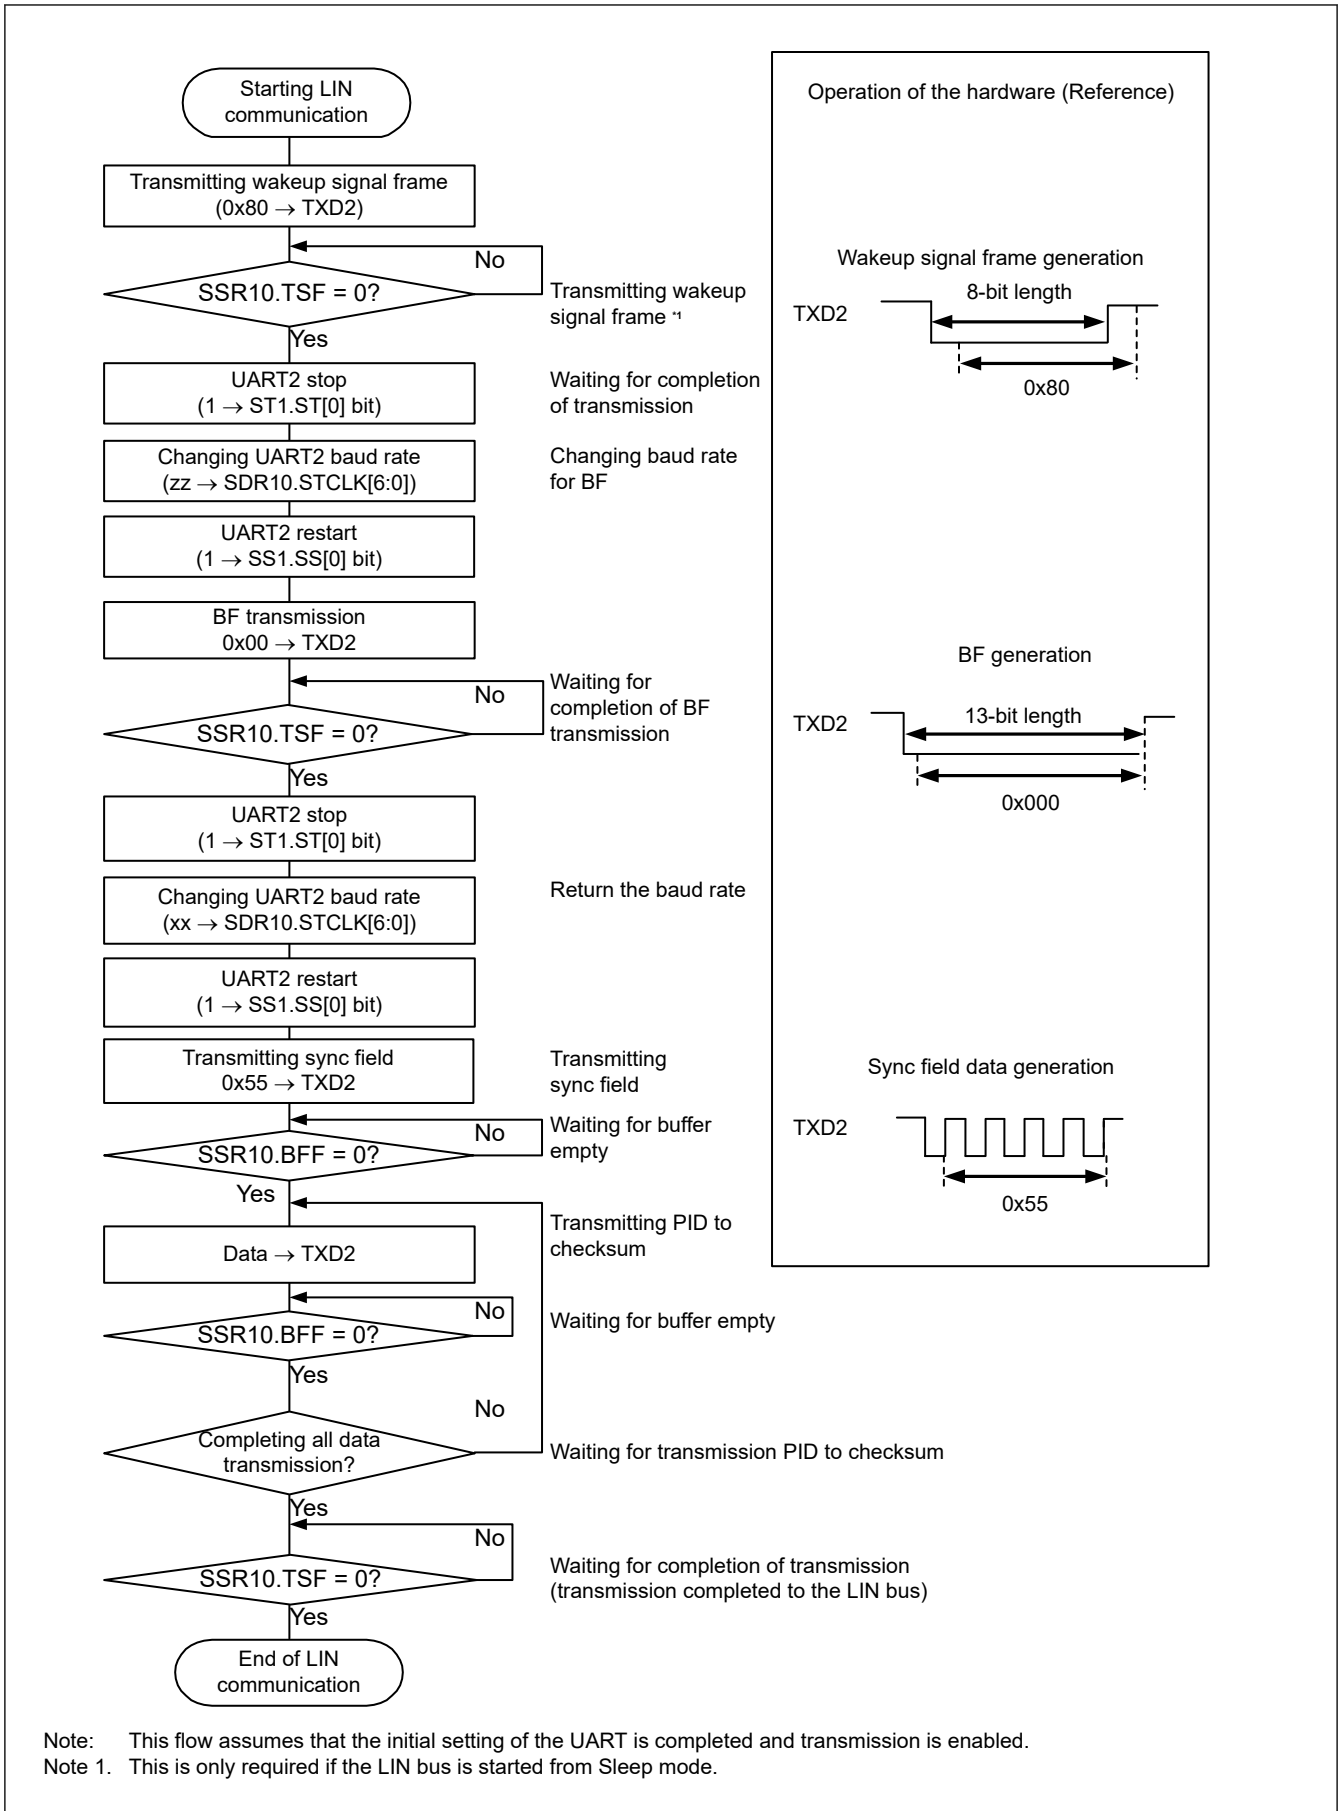 Starting LIN
communication
Transmitting wakeup signal frame
(0x80 → TXD2)
No
SSR10.TSF = 0?
Transmitting wakeup
signal frame *1
Yes
UART2 stop
(1 → ST1.ST[0] bit)
Waiting for completion
of transmission
Changing UART2 baud rate
(zz → SDR10.STCLK[6:0])
Changing baud rate
for BF
UART2 restart
(1 → SS1.SS[0] bit)
BF transmission
0x00 → TXD2
No
Waiting for
completion of BF
transmission
SSR10.TSF = 0?
Yes
UART2 stop
(1 → ST1.ST[0] bit)
Changing UART2 baud rate
(xx → SDR10.STCLK[6:0])
Return the baud rate
UART2 restart
(1 → SS1.SS[0] bit)
Transmitting sync field
0x55 → TXD2
Transmitting
sync field
No
Waiting for buffer
empty
SSR10.BFF = 0?
Yes
Transmitting PID to
checksum
Data → TXD2
No
SSR10.BFF = 0?
Waiting for buffer empty
Yes
No
Completing all data
transmission?
Waiting for transmission PID to checksum
Yes
No
SSR10.TSF = 0?
Waiting for completion of transmission
(transmission completed to the LIN bus)
Yes
End of LIN
communication
Operation of the hardware (Reference)
Wakeup signal frame generation
8-bit length
TXD2
0x80
BF generation
13-bit length
TXD2
0x000
Sync field data generation
TXD2
0x55
Note: This flow assumes that the initial setting of the UART is completed and transmission is enabled.
Note 1. This is only required if the LIN bus is started from Sleep mode.